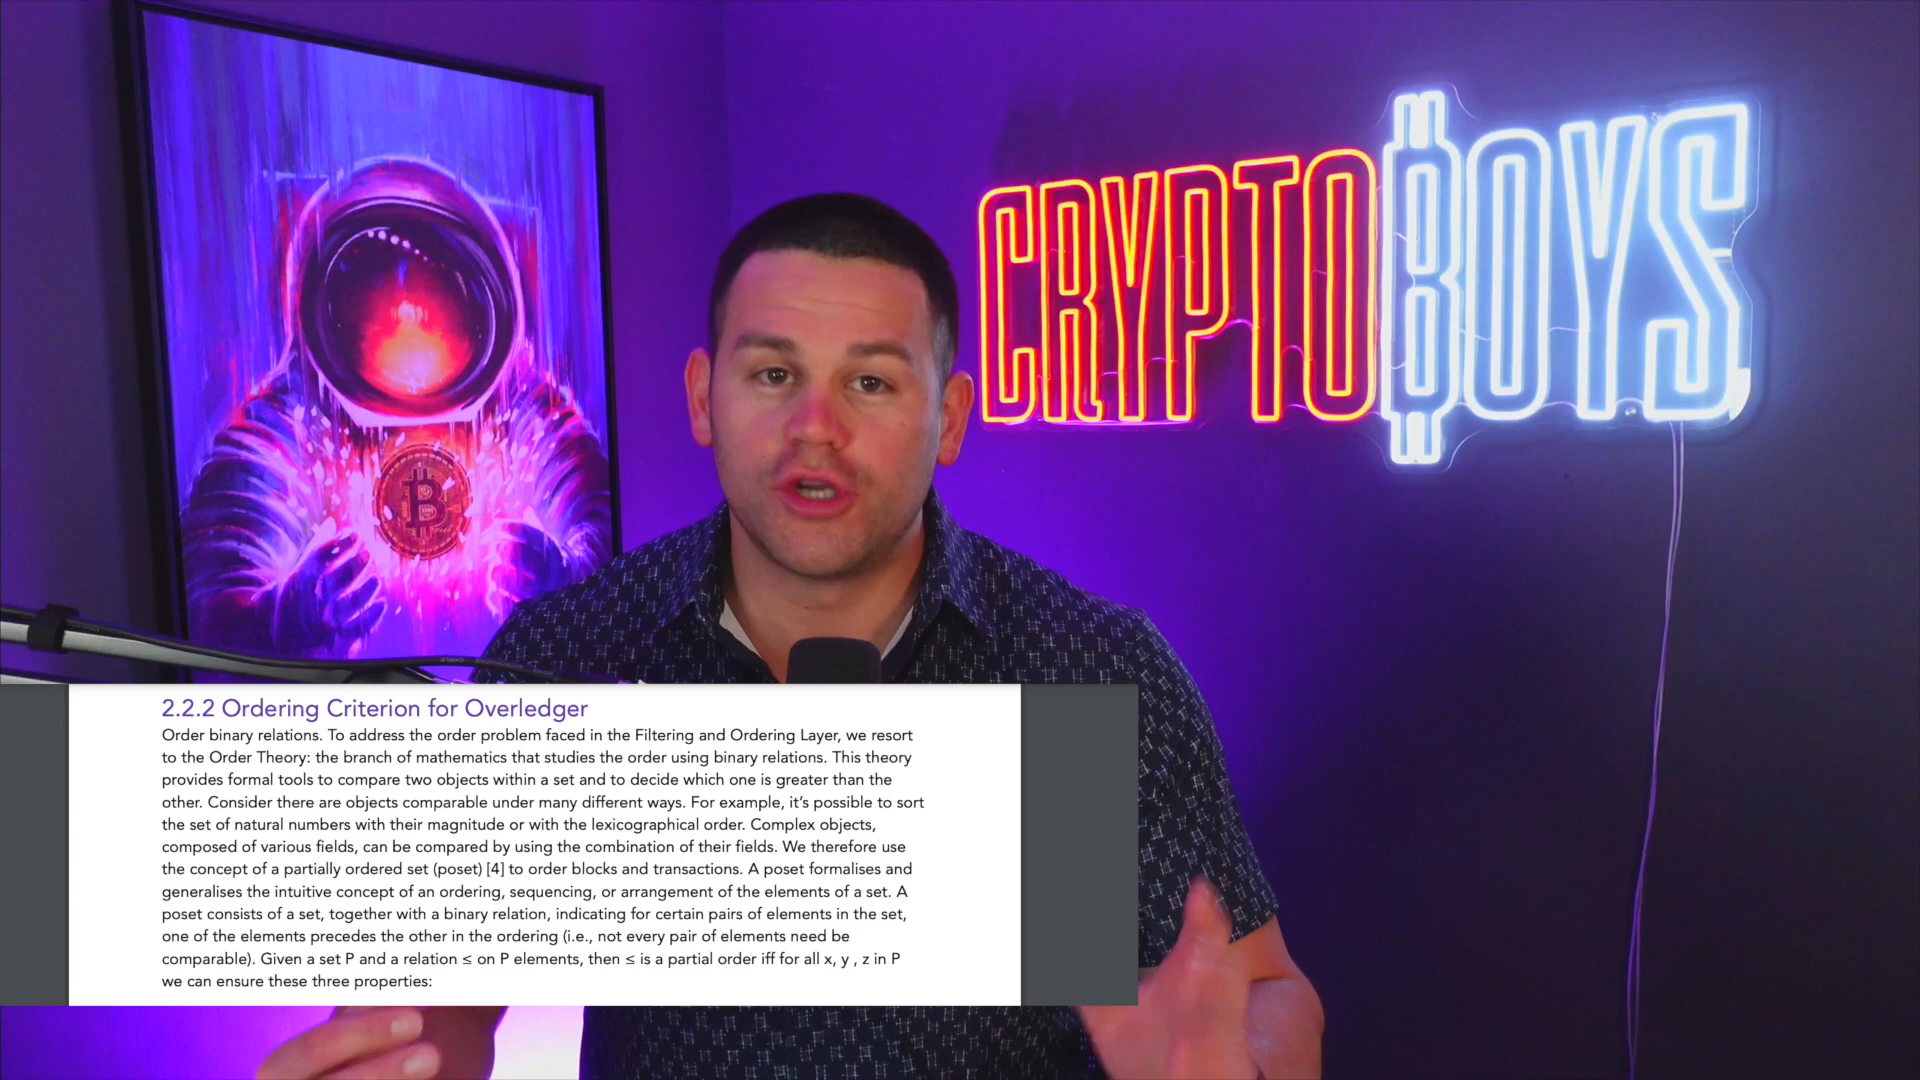 CRYPTOBOYS
2.2.2 Ordering Criterion for Overledger
Order binary relations. To address the order problem faced in the Filtering and Ordering Layer, we resort
to the Order Theory: the branch of mathematics that studies the order using binary relations. This theory
provides formal tools to compare two objects within a set and to decide which one is greater than the
other. Consider there are objects comparable under many different ways. For example, it’s possible to sort
the set of natural numbers with their magnitude or with the lexicographical order. Complex objects,
composed of various fields, can be compared by using the combination of their fields. We therefore use
the concept of a partially ordered set (poset) [4] to order blocks and transactions. A poset formalises and
generalises the intuitive concept of an ordering, sequencing, or arrangement of the elements of a set. A
poset consists of a set, together with a binary relation, indicating for certain pairs of elements in the set,
one of the elements precedes the other in the ordering (i.e., not every pair of elements need be
comparable). Given a set P and a relation ≤ on P elements, then ≤ is a partial order iff for all x, y , z in P
we can ensure these three properties: